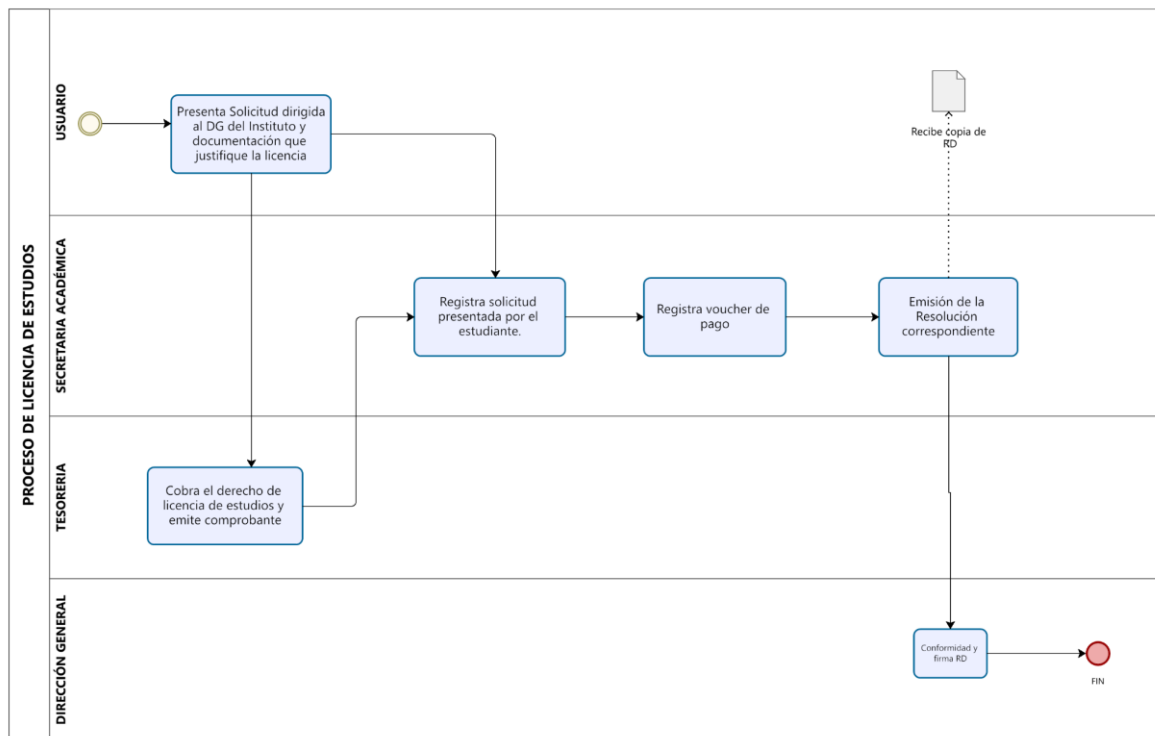 PROCESO DE LICENCIA DE ESTUDIOS
USUARIO
Presenta Solicitud dirigida
al DG del Instituto y
documentación que
justifique la licencia
Recibe copia de
RD
SECRETARIA ACADÉMICA
Registra solicitud
presentada por el
estudiante.
Registra voucher de
pago
Emisión de la
Resolución
correspondiente
TESORERIA
Cobra el derecho de
licencia de estudios y
emite comprobante
DIRECCIÓN GENERAL
Conformidad y
firma RD
FIN